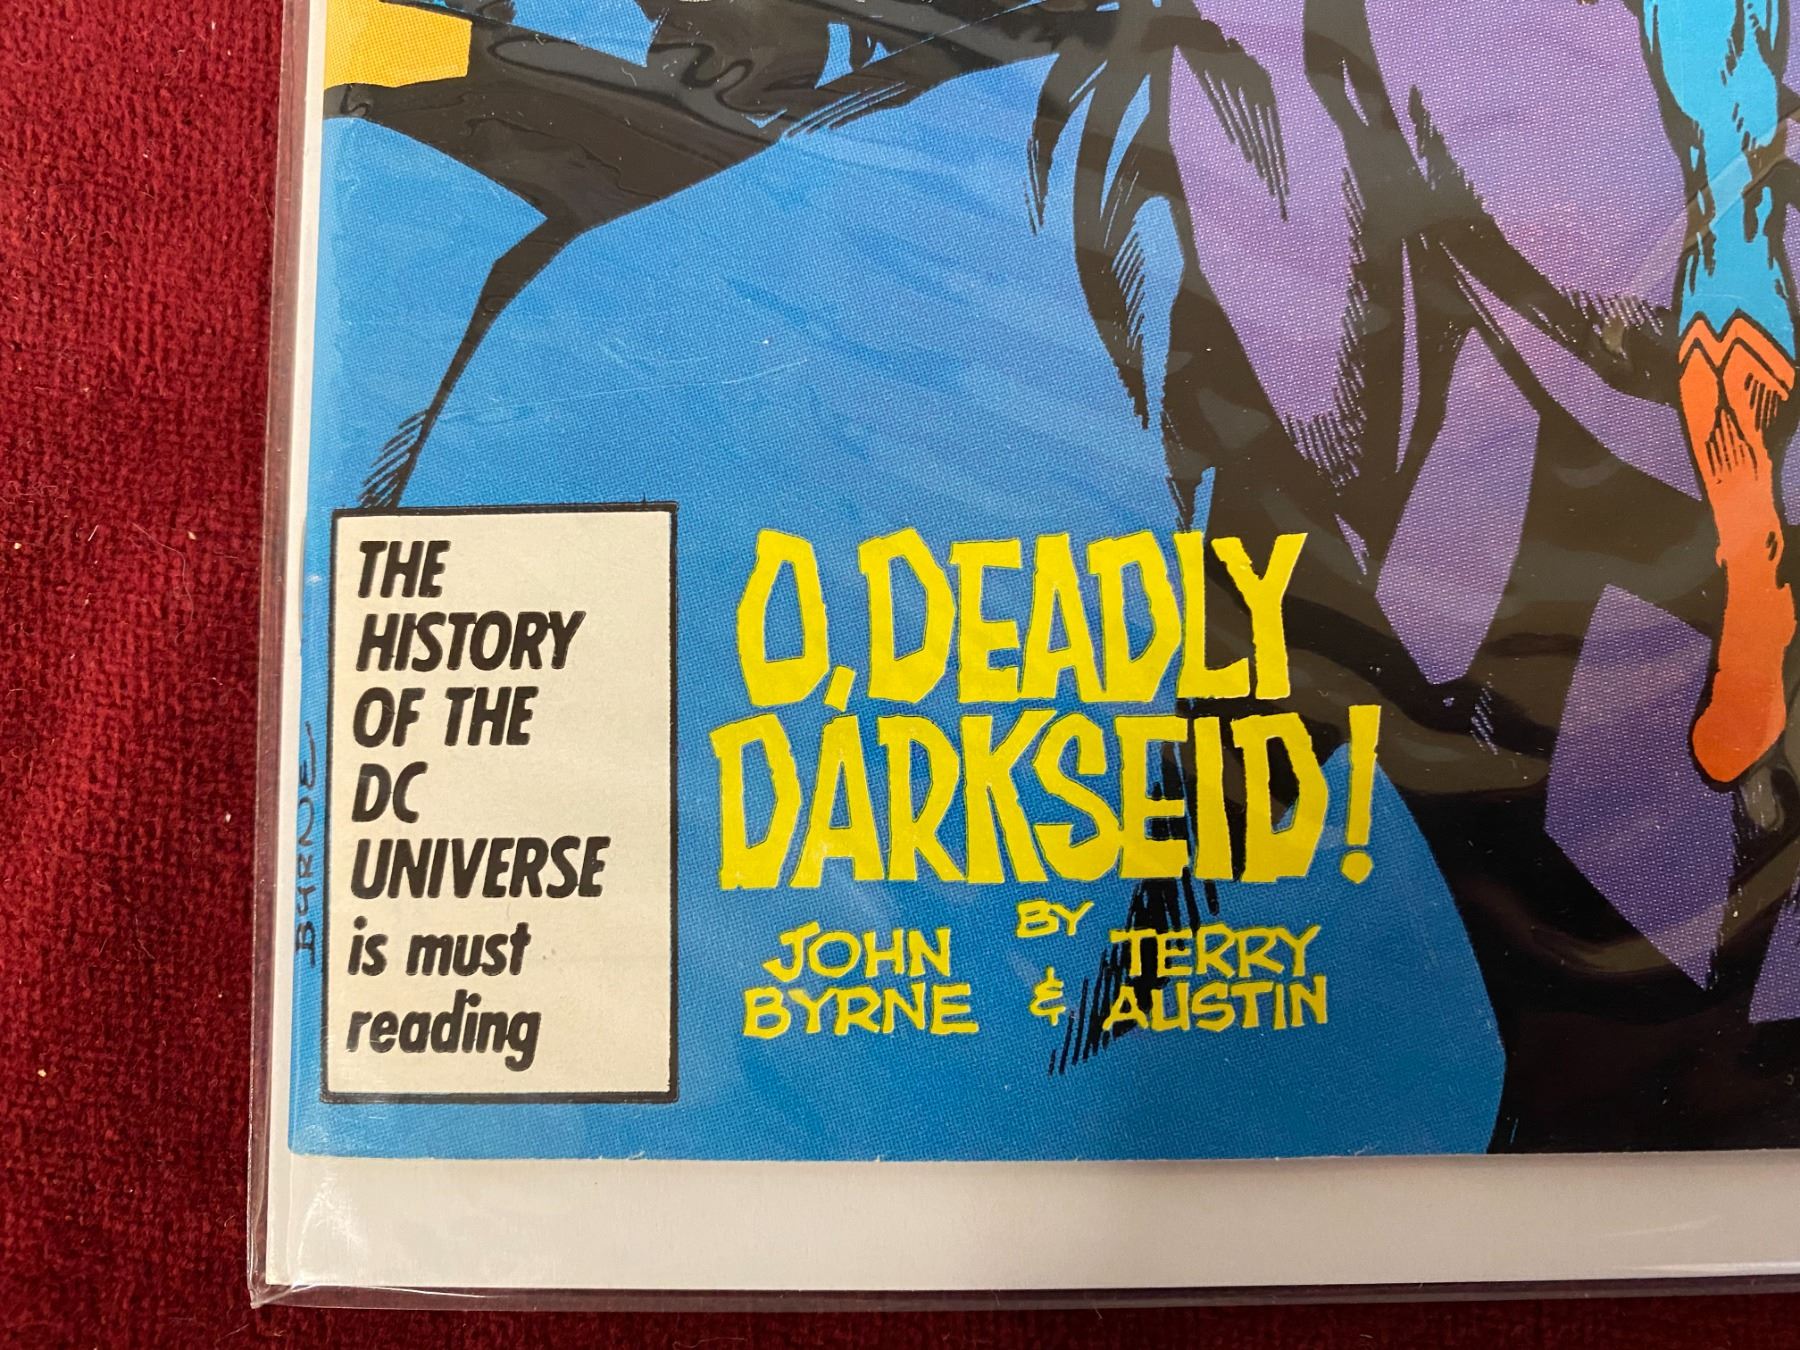 THE
HISTORY
OF THE
DC
UNIVERSE
is must
reading
BYRNE
O, DEADLY
DARKSEID!
BY
JOHN BYRNE & TERRY AUSTIN